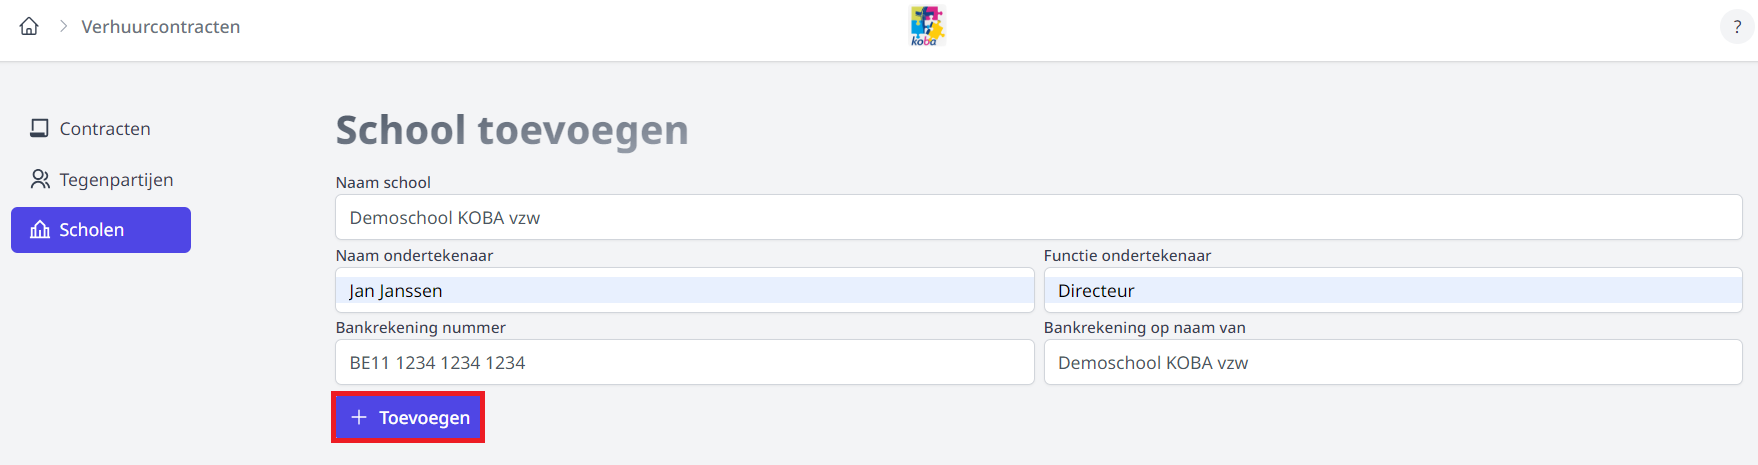 Verhuurcontracten
koba
?
Contracten
Tegenpartijen
Scholen
School toevoegen
Naam school
Demoschool KOBA vzw
Naam ondertekenaar Functie ondertekenaar
Jan Janssen Directeur
Bankrekening nummer Bankrekening op naam van
BE11 1234 1234 1234 Demoschool KOBA vzw
Toevoegen